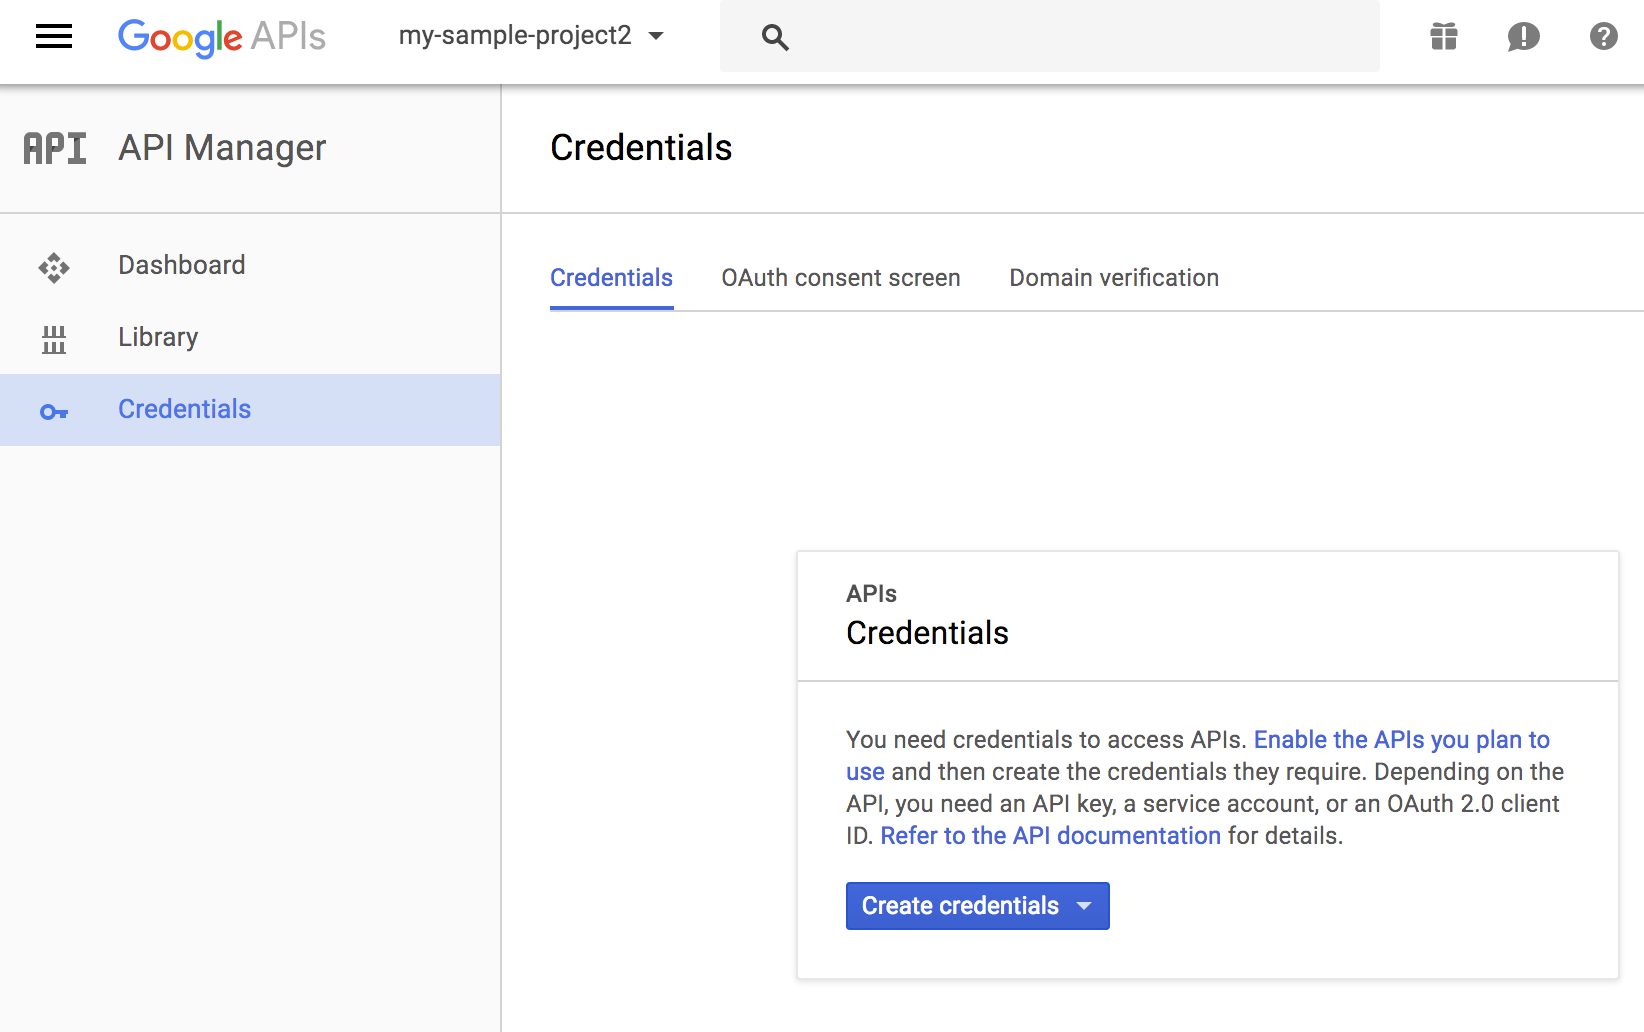 Google APIs
my-sample-project2
API
API Manager
Credentials
Dashboard
Library
Credentials
Credentials
OAuth consent screen
Domain verification
APIs
Credentials
You need credentials to access APIs. Enable the APIs you plan to
use and then create the credentials they require. Depending on the
API, you need an API key, a service account, or an OAuth 2.0 client
ID. Refer to the API documentation for details.
Create credentials